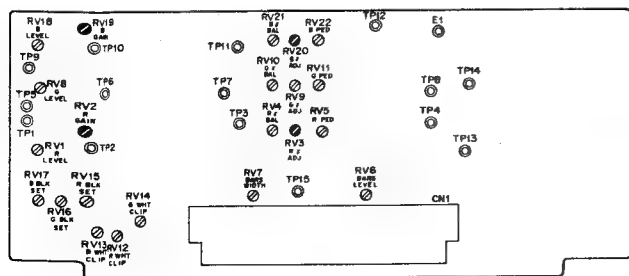 RV18
B
LEVEL
RV19
B
GAIN
TP10
TP9
RV8
G
LEVEL
TP6
TP5
RV2
R
GAIN
TP1
RV1
R
LEVEL
TP2
RV17
B BLK
SET
RV16
G BLK
SET
RV15
R BLK
SET
RV14
G WHT
CLIP
RV13
B WHT
CLIP
RV12
R WHT
CLIP
RV21
BAL
RV22
B PED
TP12
E1
TP11
RV20
ADJ
RV10
BAL
RV11
G PED
TP7
RV9
ADJ
TP8
TP14
TP3
RV4
BAL
RV5
R PED
TP4
RV3
ADJ
TP13
RV7
BARS
WIDTH
TP15
RV6
BARS
LEVEL
CN1